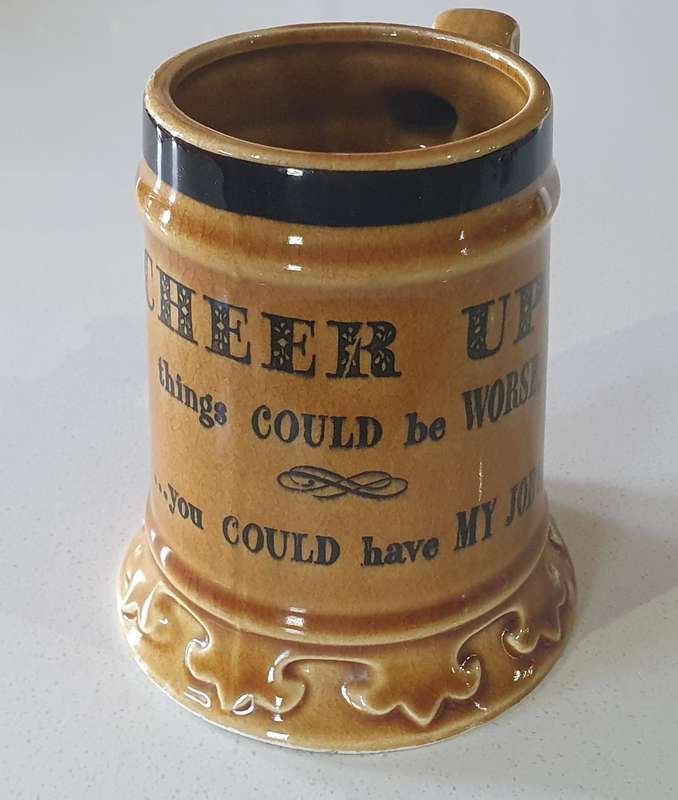 CHEER UP
things COULD be WORSE
...you COULD have MY JOB